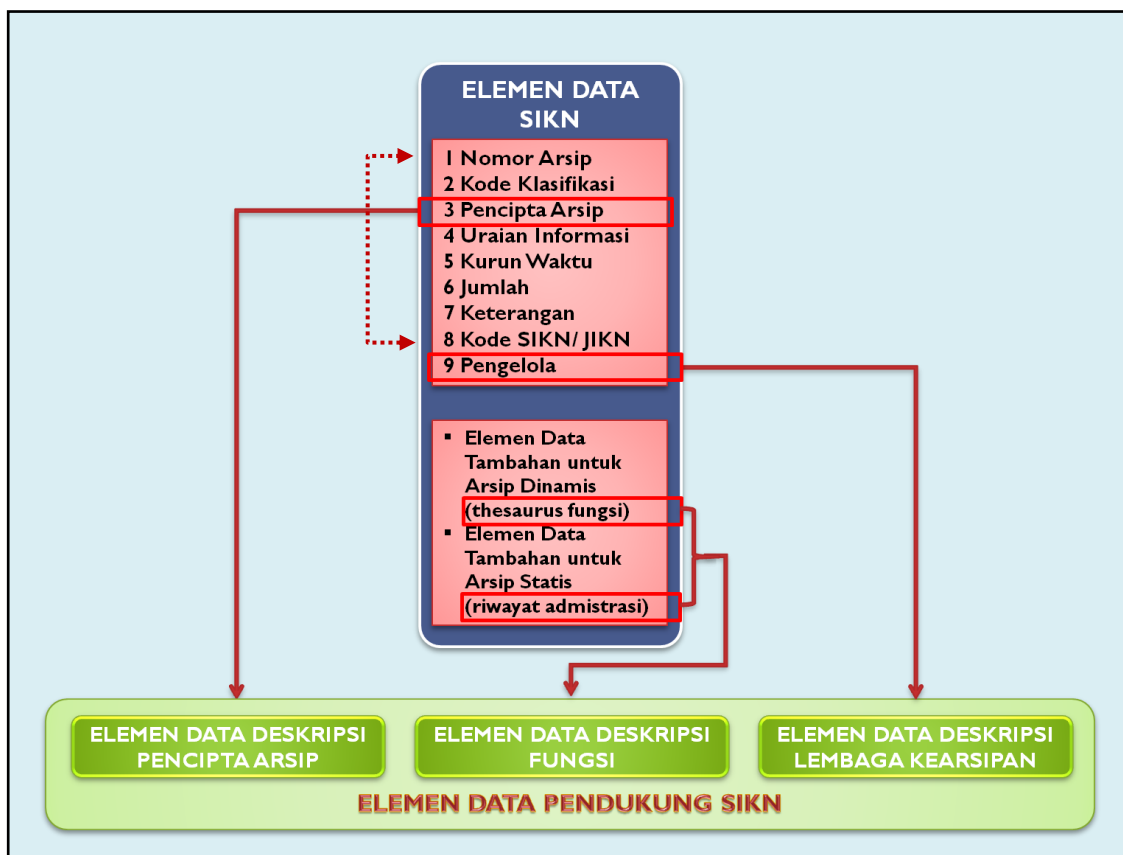 ELEMEN DATA
SIKN
1 Nomor Arsip
2 Kode Klasifikasi
3 Pencipta Arsip
4 Uraian Informasi
5 Kurun Waktu
6 Jumlah
7 Keterangan
8 Kode SIKN/ JIKN
9 Pengelola
▪ Elemen Data
Tambahan untuk
Arsip Dinamis
(thesaurus fungsi)
▪ Elemen Data
Tambahan untuk
Arsip Statis
(riwayat admistrasi)
ELEMEN DATA DESKRIPSI
PENCIPTA ARSIP
ELEMEN DATA DESKRIPSI
FUNGSI
ELEMEN DATA DESKRIPSI
LEMBAGA KEARSIPAN
ELEMEN DATA PENDUKUNG SIKN